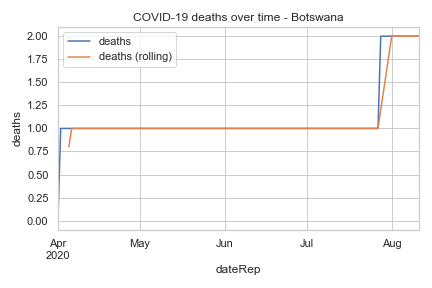 COVID-19 deaths over time - Botswana
deaths
deaths (rolling)
2.00
1.75
1.50
1.25
1.00
0.75
0.50
0.25
0.00
deaths
Apr May Jun Jul Aug
2020
dateRep